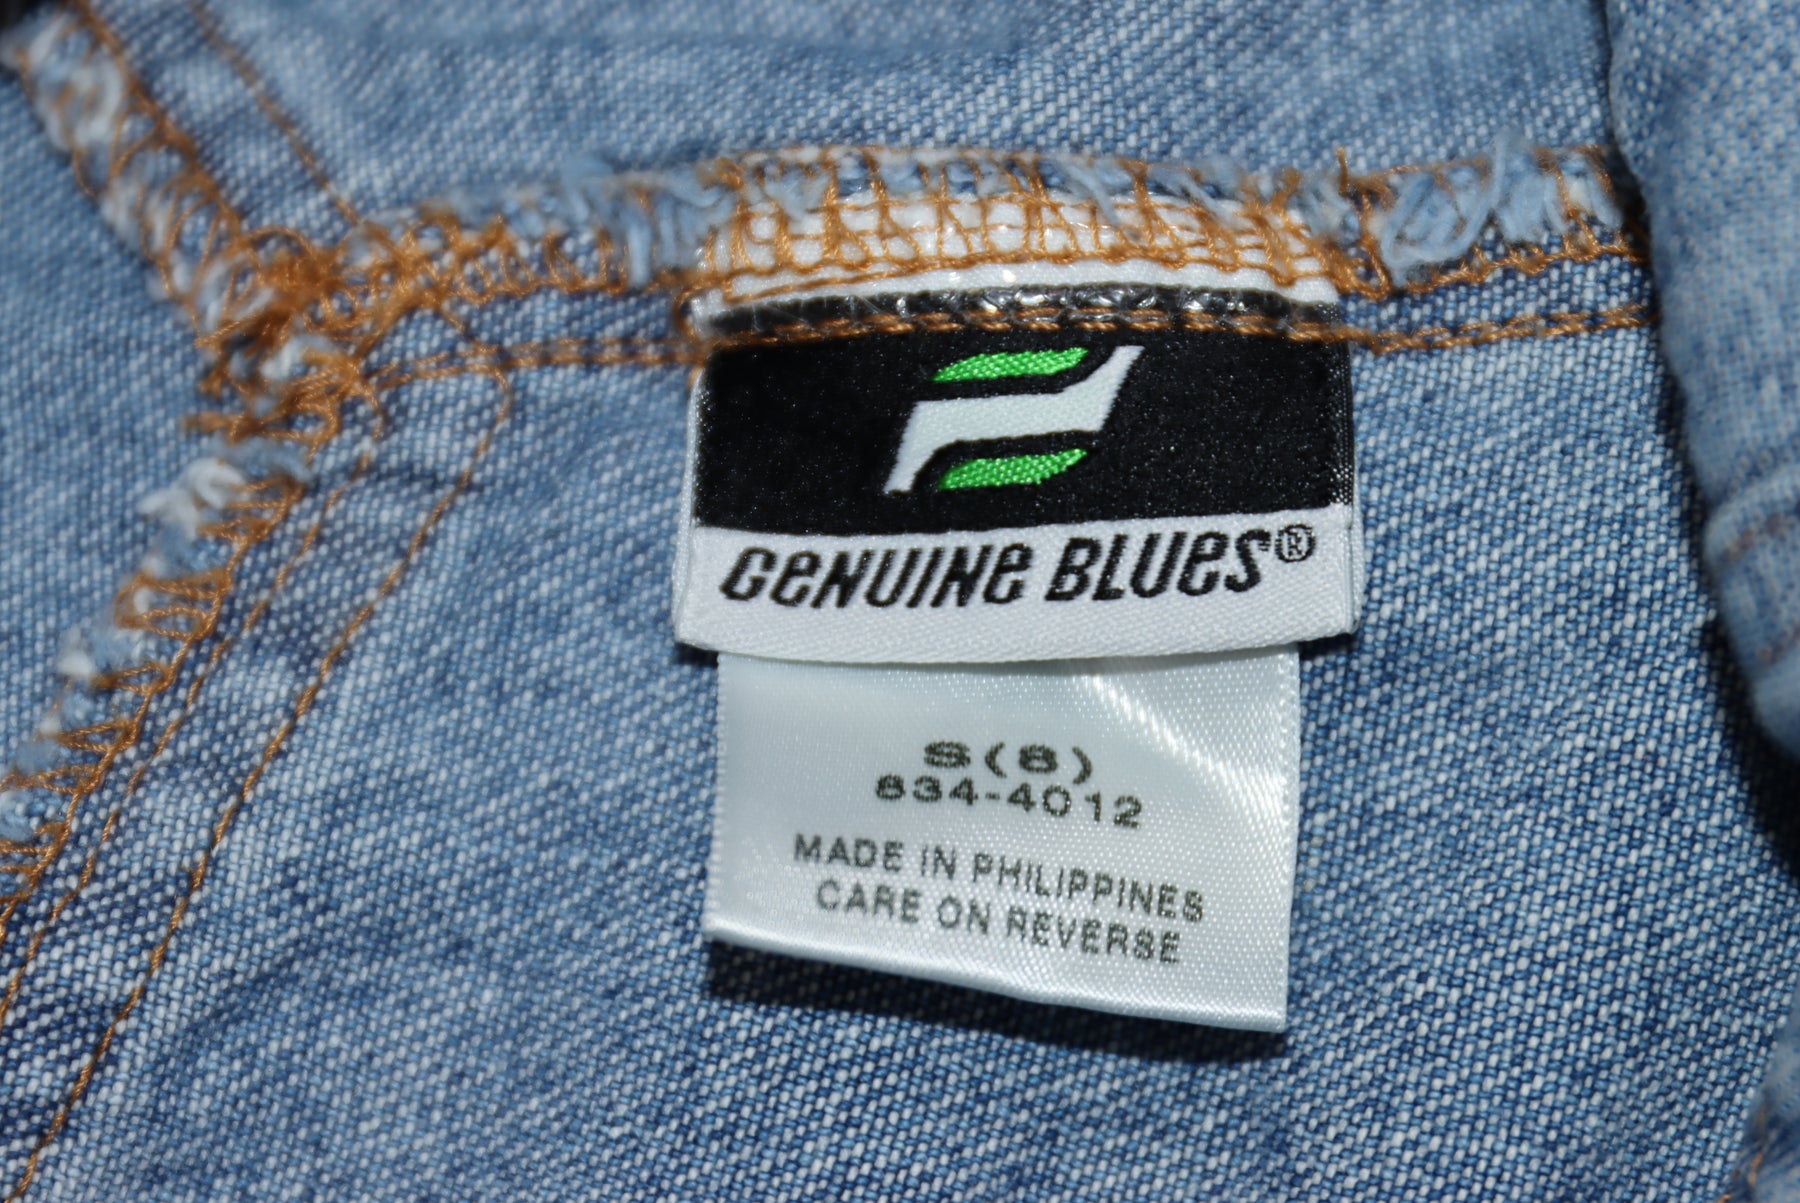 GENUINE BLUES®
S(8)
834-4012
MADE IN PHILIPPINES
CARE ON REVERSE